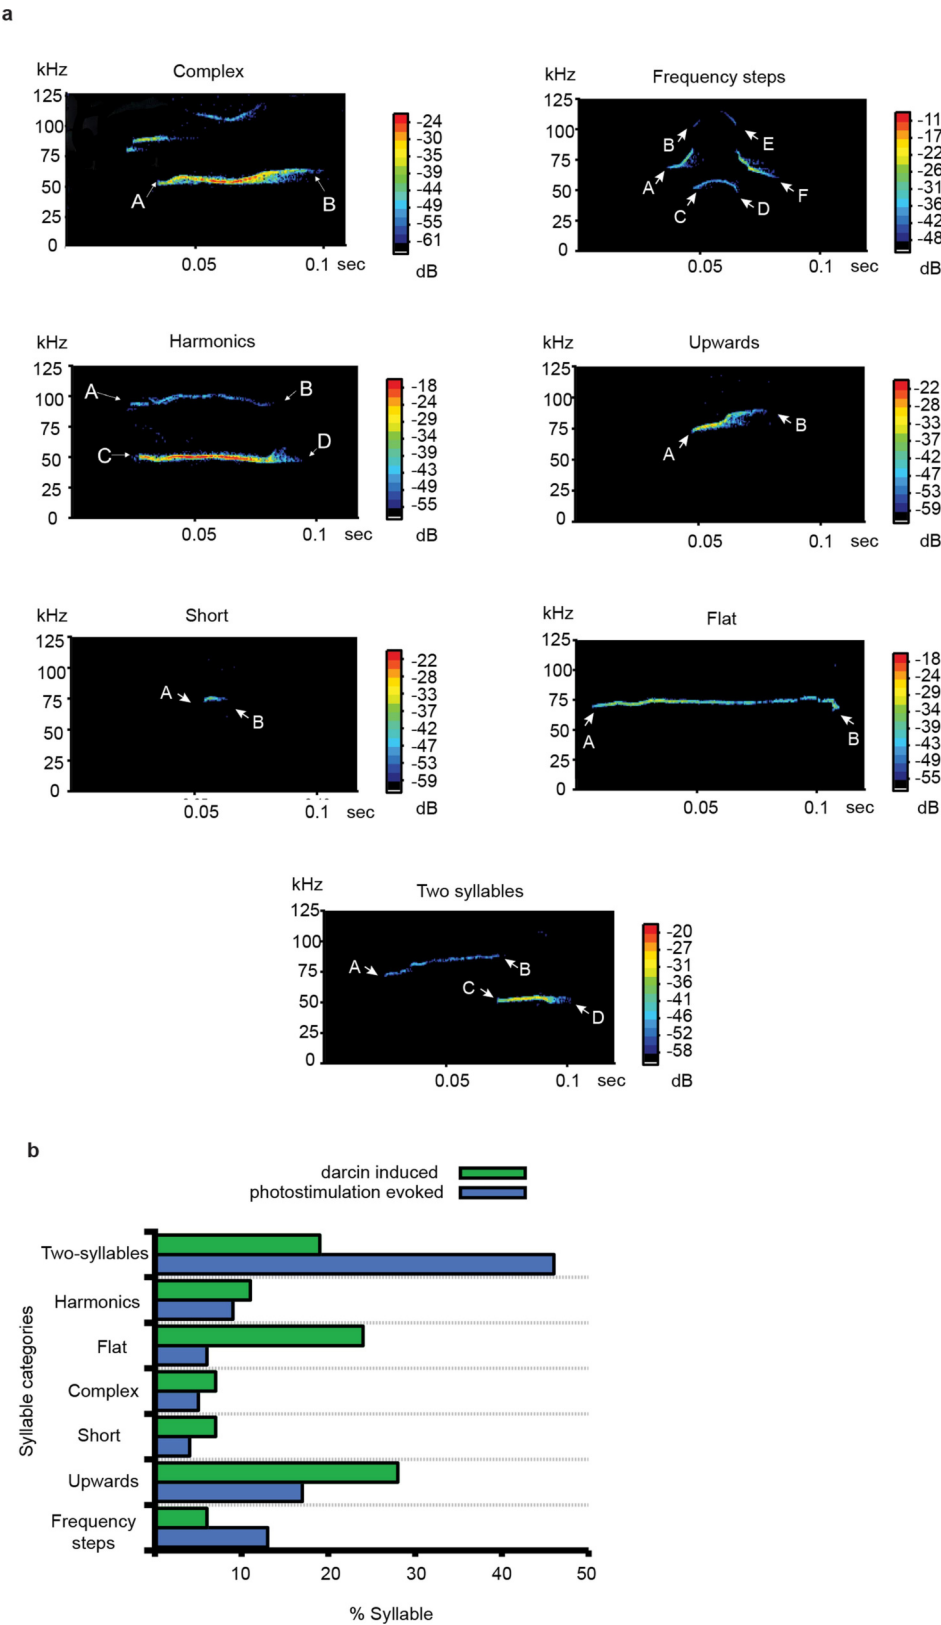 a
kHz Complex
125
100
75
50
25
0
A B
0.05 0.1 sec
-24
-30
-35
-39
-44
-49
-55
-61
dB
kHz Frequency steps
125
100
75
50
25
0
A B C D E F
0.05 0.1 sec
-11
-17
-22
-26
-31
-36
-42
-48
dB
kHz Harmonics
125
100
75
50
25
0
A B
C D
0.05 0.1 sec
-18
-24
-29
-34
-39
-43
-49
-55
dB
kHz Upwards
125
100
75
50
25
0
A B
0.05 0.1 sec
-22
-28
-33
-37
-42
-47
-53
-59
dB
kHz Short
125
100
75
50
25
0
A B
0.05 0.1 sec
-22
-28
-33
-37
-42
-47
-53
-59
dB
kHz Flat
125
100
75
50
25
0
A B
0.05 0.1 sec
-18
-24
-29
-34
-39
-43
-49
-55
dB
kHz Two syllables
125
100
75
50
25
0
A B
C D
0.05 0.1 sec
-20
-27
-31
-36
-41
-46
-52
-58
dB
b
darcin induced
photostimulation evoked
Syllable categories
Two-syllables
Harmonics
Flat
Complex
Short
Upwards
Frequency
steps
10 20 30 40 50
% Syllable